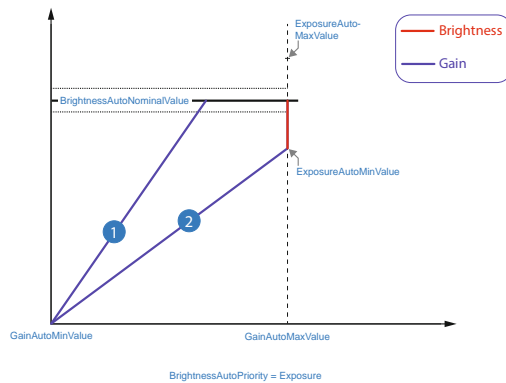 ExposureAuto-
MaxValue
Brightness
Gain
BrightnessAutoNominalValue
ExposureAutoMinValue
1
2
GainAutoMinValue
GainAutoMaxValue
BrightnessAutoPriority = Exposure